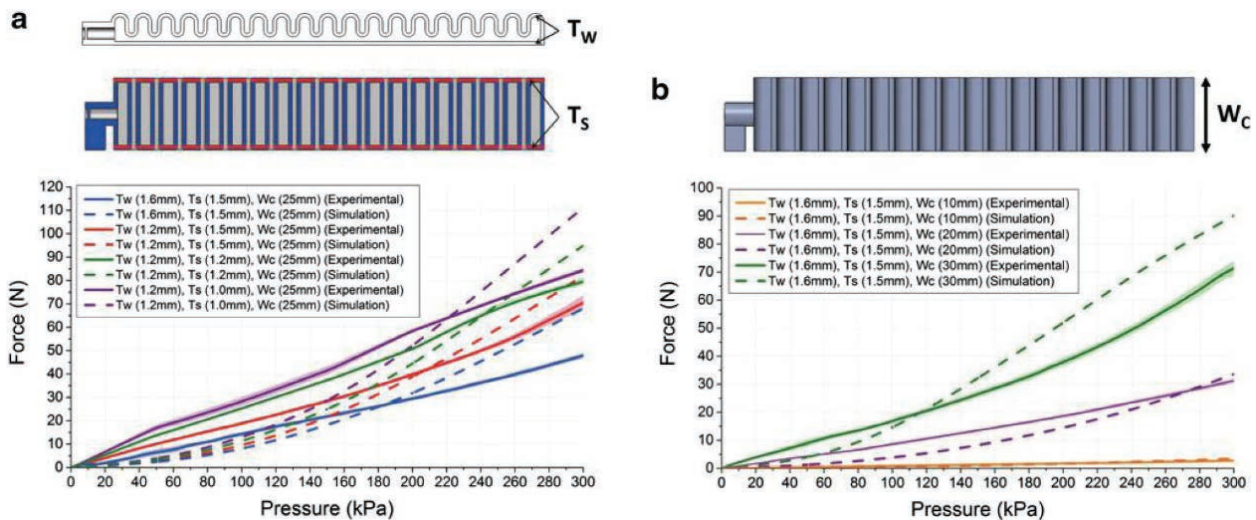 a
T_W
T_S
120
110
100
90
80
70
60
50
40
30
20
10
0
Force (N)
Tw (1.6mm), Ts (1.5mm), Wc (25mm) (Experimental)
Tw (1.6mm), Ts (1.5mm), Wc (25mm) (Simulation)
Tw (1.2mm), Ts (1.5mm), Wc (25mm) (Experimental)
Tw (1.2mm), Ts (1.5mm), Wc (25mm) (Simulation)
Tw (1.2mm), Ts (1.2mm), Wc (25mm) (Experimental)
Tw (1.2mm), Ts (1.2mm), Wc (25mm) (Simulation)
Tw (1.2mm), Ts (1.0mm), Wc (25mm) (Experimental)
Tw (1.2mm), Ts (1.0mm), Wc (25mm) (Simulation)
0 20 40 60 80 100 120 140 160 180 200 220 240 260 280 300
Pressure (kPa)
b
W_C
100
90
80
70
60
50
40
30
20
10
0
Force (N)
Tw (1.6mm), Ts (1.5mm), Wc (10mm) (Experimental)
Tw (1.6mm), Ts (1.5mm), Wc (10mm) (Simulation)
Tw (1.6mm), Ts (1.5mm), Wc (20mm) (Experimental)
Tw (1.6mm), Ts (1.5mm), Wc (20mm) (Simulation)
Tw (1.6mm), Ts (1.5mm), Wc (30mm) (Experimental)
Tw (1.6mm), Ts (1.5mm), Wc (30mm) (Simulation)
0 20 40 60 80 100 120 140 160 180 200 220 240 260 280 300
Pressure (kPa)